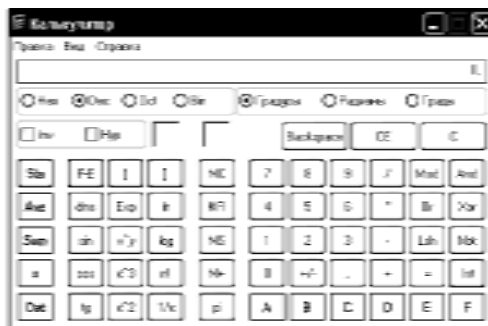 Калькулятор
Правка Вид Справка
0,
Hex Dec Oct Bin Градусы Радианы Грады
Inv Hyp Backspace CE C
Sta F-E ( ) MC 7 8 9 / Mod And
Ave dms Exp ln MR 4 5 6 * Or Xor
Sum sin x^y log MS 1 2 3 - Lsh Not
s cos x^3 n! M+ 0 +/- , + = Int
Dat tg x^2 1/x pi A B C D E F